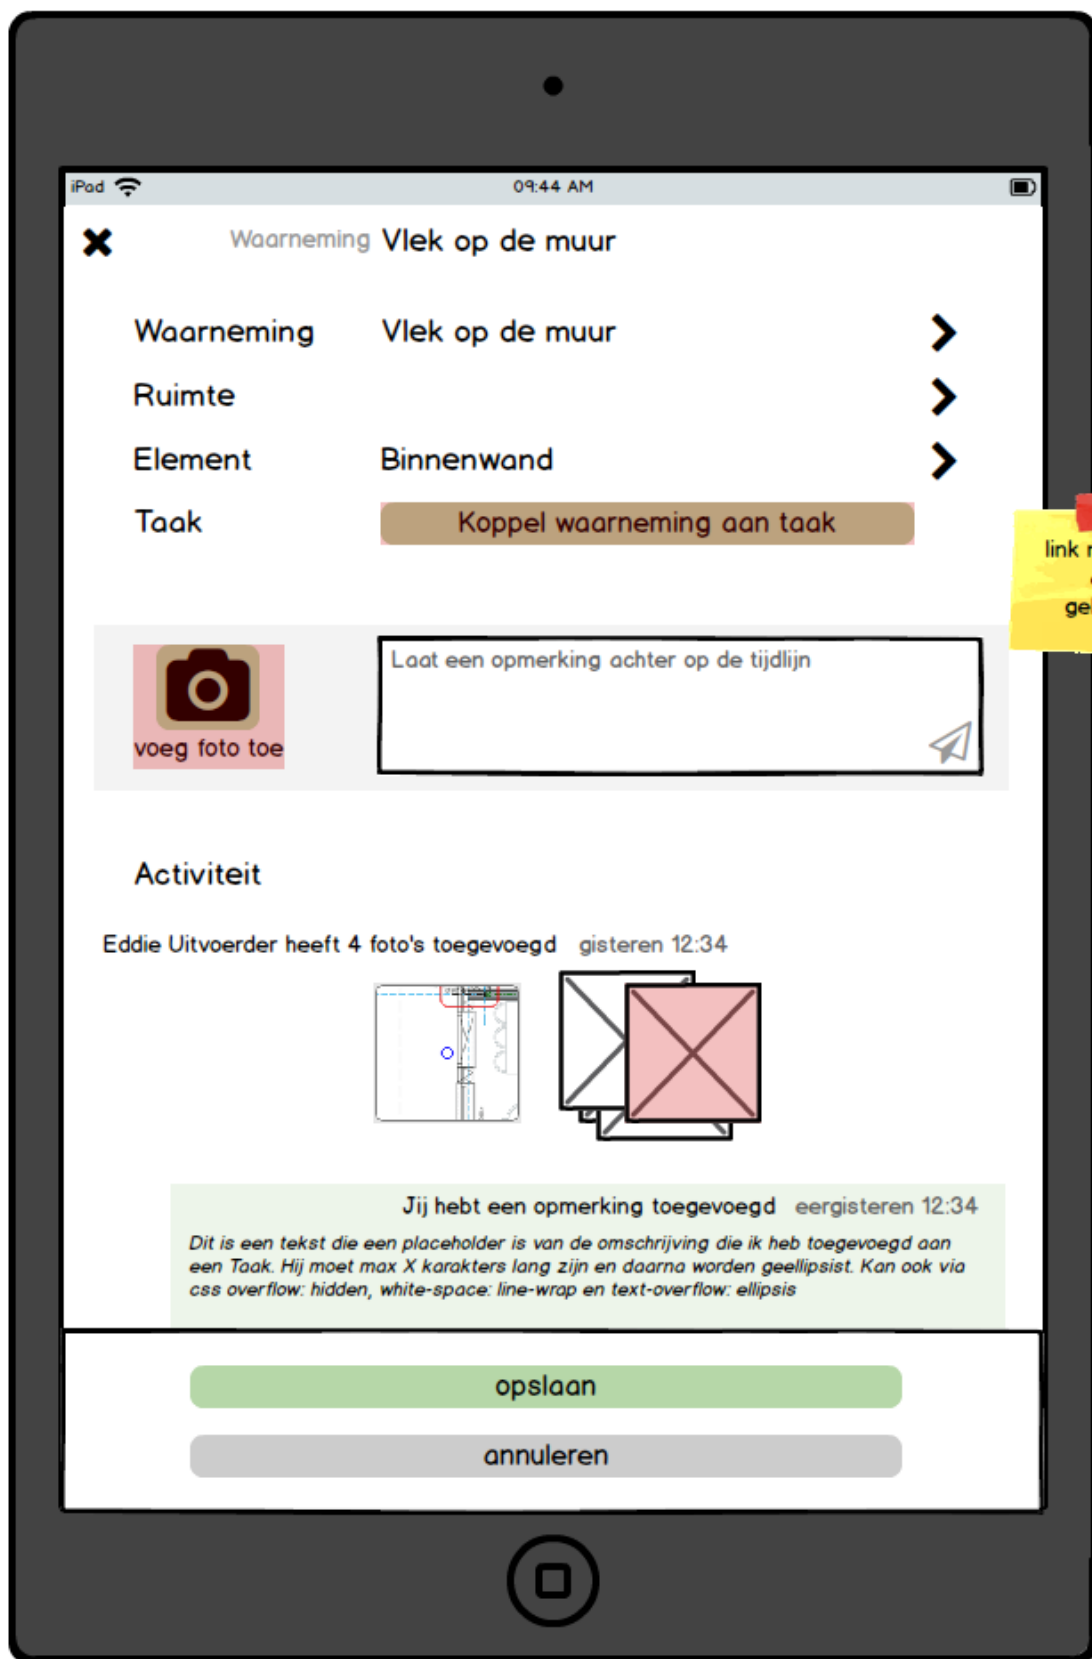 iPad 09:44 AM
Waarneming Vlek op de muur
Waarneming Vlek op de muur
Ruimte
Element Binnenwand
Taak Koppel waarneming aan taak
link
voeg foto toe
Laat een opmerking achter op de tijdlijn
Activiteit
Eddie Uitvoerder heeft 4 foto's toegevoegd gisteren 12:34
Jij hebt een opmerking toegevoegd eergisteren 12:34
Dit is een tekst die een placeholder is van de omschrijving die ik heb toegevoegd aan
een Taak. Hij moet max X karakters lang zijn en daarna worden geellipsist. Kan ook via
css overflow: hidden, white-space: line-wrap en text-overflow: ellipsis
opslaan
annuleren